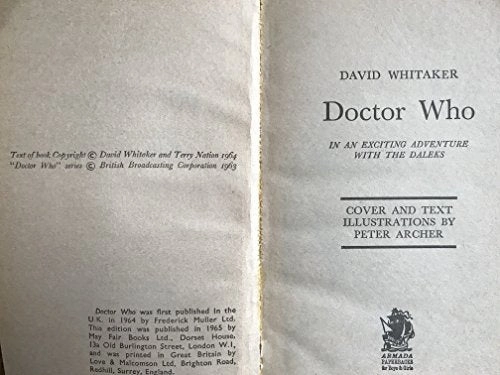 Text of book Copyright © David Whitaker and Terry Nation 1964
"Doctor Who" series © British Broadcasting Corporation 1963
Doctor Who was first published in the
U.K. in 1964 by Frederick Muller Ltd.
This edition was published in 1965 by
May Fair Books Ltd., Dorses House,
13a Old Burlington Street, London W.1,
and was printed in Great Britain by
Love & Malcomson Ltd., Brighton Road,
Redhill, Surrey, England.
DAVID WHITAKER
Doctor Who
IN AN EXCITING ADVENTURE
WITH THE DALEKS
COVER AND TEXT
ILLUSTRATIONS BY
PETER ARCHER
ARMADA
PAPERBACKS
for Boys & Girls